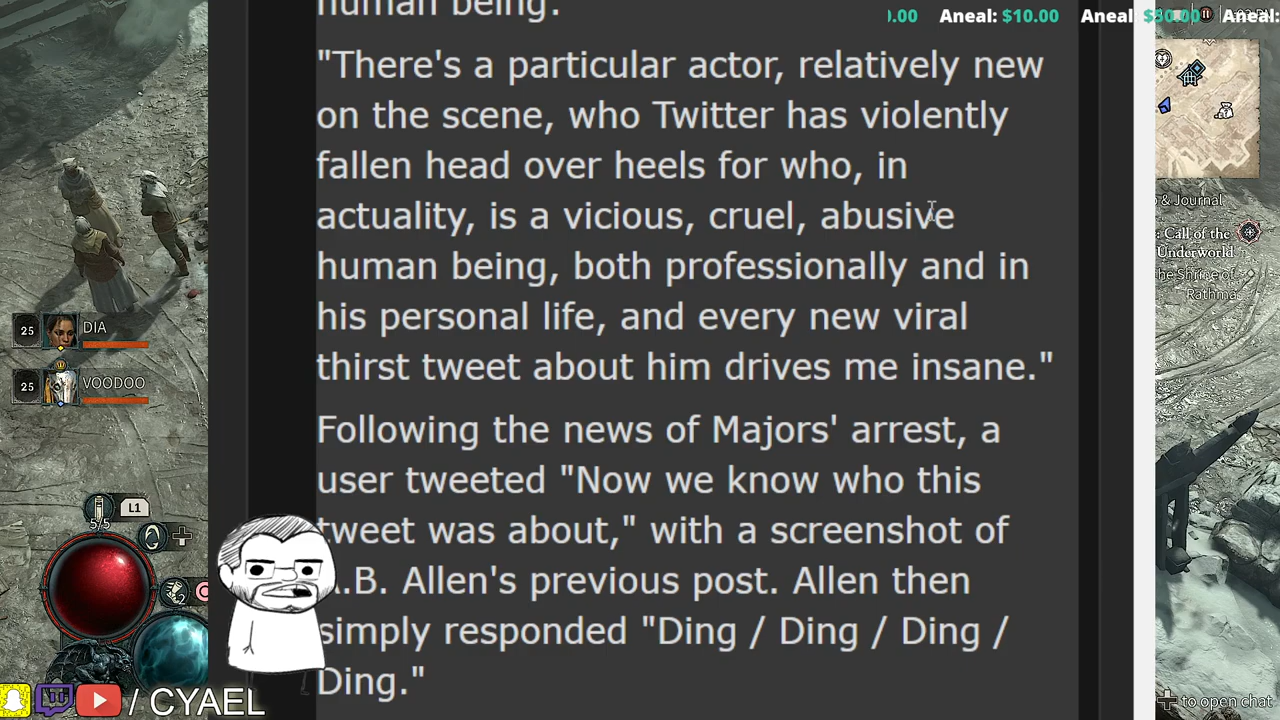 human being.
.00 Aneal: $10.00 Aneal $50.00 Aneal:
"There's a particular actor, relatively new
on the scene, who Twitter has violently
fallen head over heels for who, in
actuality, is a vicious, cruel, abusive
human being, both professionally and in
his personal life, and every new viral
thirst tweet about him drives me insane."
Following the news of Majors' arrest, a
user tweeted "Now we know who this
tweet was about," with a screenshot of
.B. Allen's previous post. Allen then
simply responded "Ding / Ding / Ding /
Ding."
& Journal
Call of the
Underworld
the Shrine of
Rathma
25 DIA
25 VOODOO
L1
5/5
2
/ CYAEL
to open chat